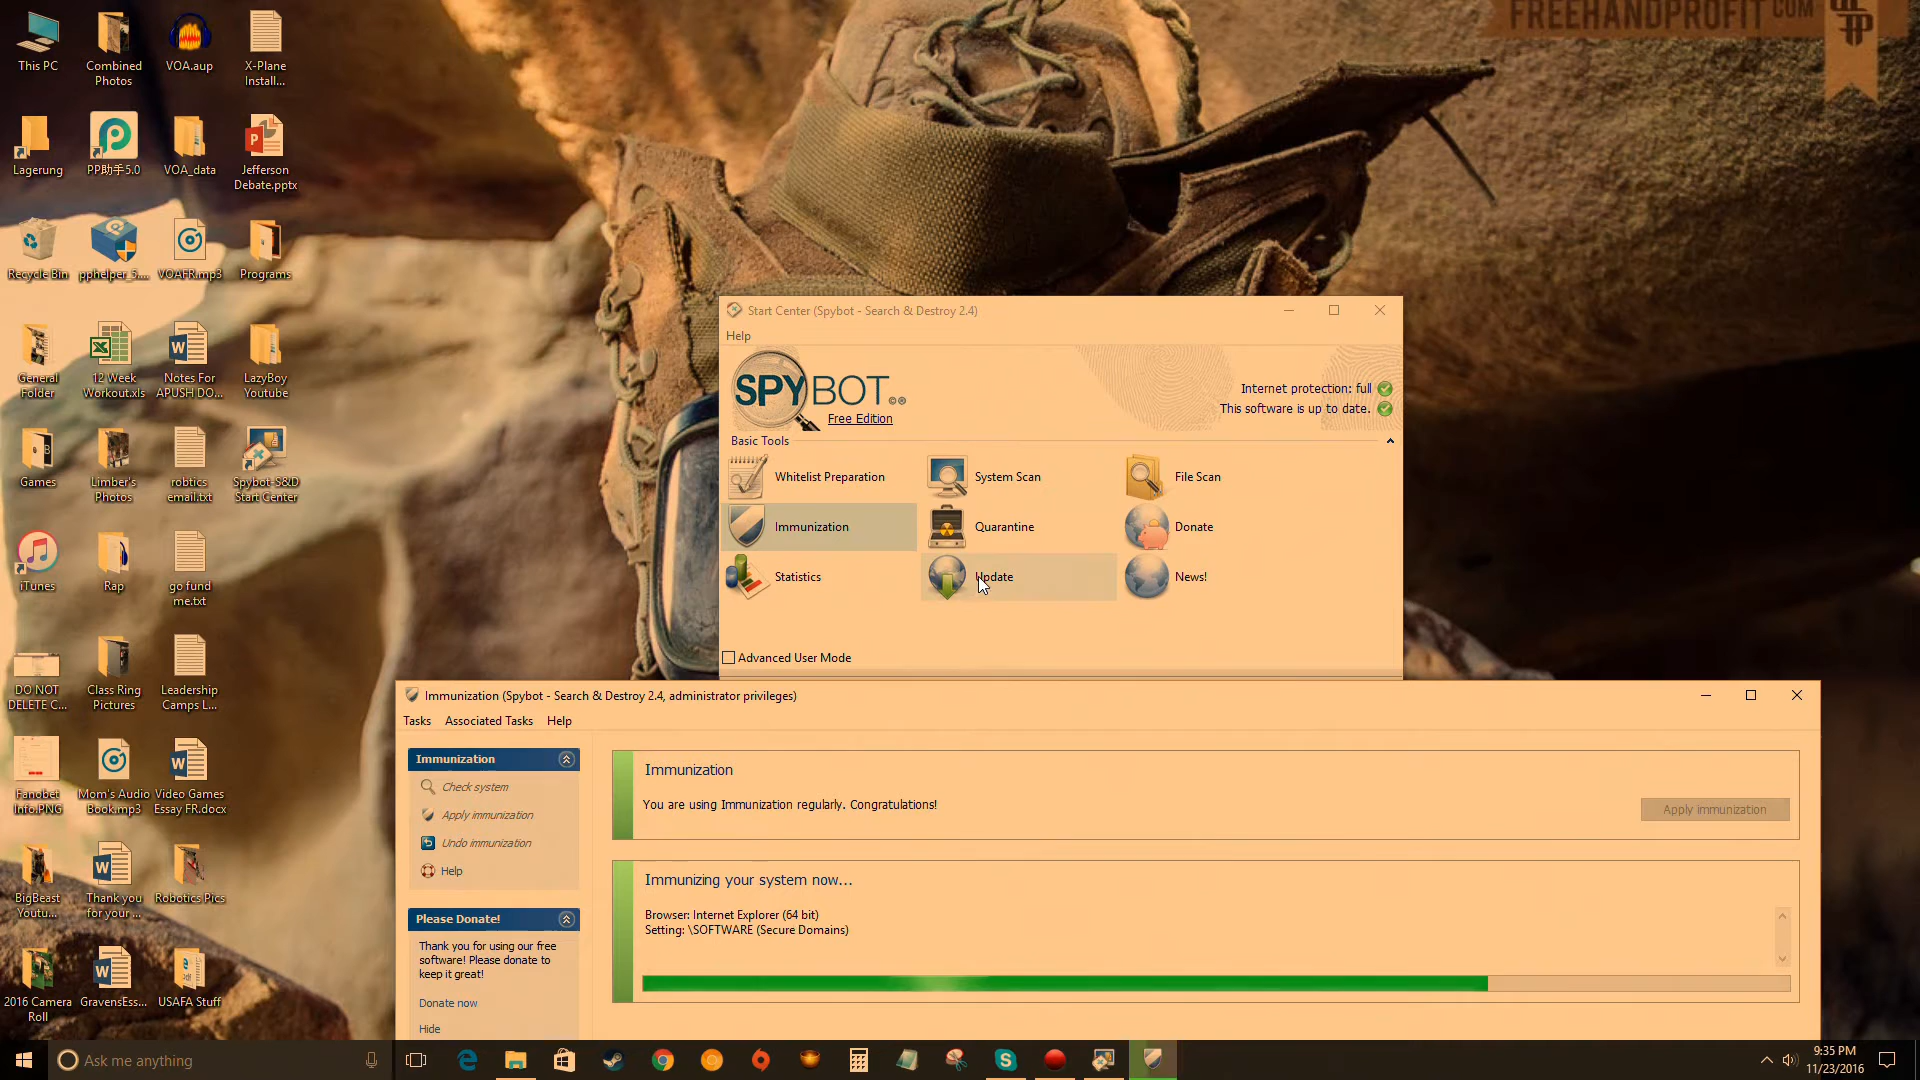 FREEHANDPROFIT.COM
This PC
Combined
Photos
VOA.aup
X-Plane
Install...
Lagerung
PP助手5.0
VOA_data
Jefferson
Debate.pptx
Recycle Bin
pphelper_5....
VOAFR.mp3
Programs
General
Folder
12 Week
Workout.xls
Notes For
APUSH DO...
LazyBoy
Youtube
Games
Limber's
Photos
robtics
email.txt
Spybot-S&D
Start Center
iTunes
Rap
go fund
me.txt
DO NOT
DELETE C...
Class Ring
Pictures
Leadership
Camps L...
Fanobet
Info.PNG
Mom's Audio
Book.mp3
Video Games
Essay FR.docx
BigBeast
Youtu...
Thank you
for your ...
Robotics Pics
2016 Camera
Roll
GravensEss...
USAFA Stuff
Start Center (Spybot - Search & Destroy 2.4)
Help
SPYBOT
Free Edition
Internet protection: full
This software is up to date.
Basic Tools
Whitelist Preparation
System Scan
File Scan
Immunization
Quarantine
Donate
Statistics
Update
News!
Advanced User Mode
Immunization (Spybot - Search & Destroy 2.4, administrator privileges)
Tasks Associated Tasks Help
Immunization
Check system
Apply immunization
Undo immunization
Help
Please Donate!
Thank you for using our free
software! Please donate to
keep it great!
Donate now
Hide
Immunization
You are using Immunization regularly. Congratulations!
Apply immunization
Immunizing your system now...
Browser: Internet Explorer (64 bit)
Setting: \SOFTWARE (Secure Domains)
Ask me anything
9:35 PM
11/23/2016